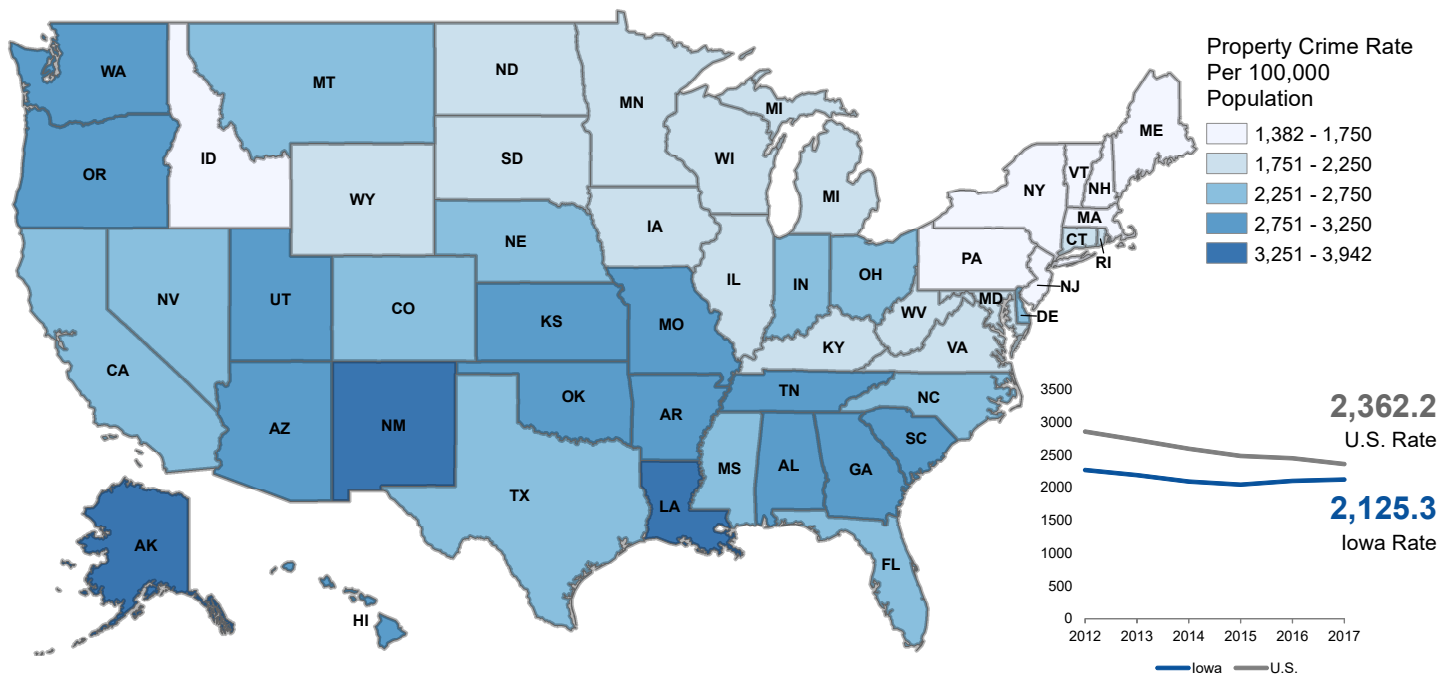 Property Crime Rate
Per 100,000
Population
1,382 - 1,750
1,751 - 2,250
2,251 - 2,750
2,751 - 3,250
3,251 - 3,942
WA
MT
ND
MN
MI
ME
OR
ID
SD
WI
VT
NH
NY
WY
MI
MA
IA
CT
RI
NE
PA
NJ
NV
UT
CO
IL
IN
OH
MD
DE
WV
KS
MO
KY
VA
CA
TN
NC
AZ
NM
OK
AR
SC
MS
AL
GA
TX
LA
AK
FL
HI
3500
3000
2500
2000
1500
1000
500
0
2012 2013 2014 2015 2016 2017
2,362.2
U.S. Rate
2,125.3
Iowa Rate
Iowa U.S.